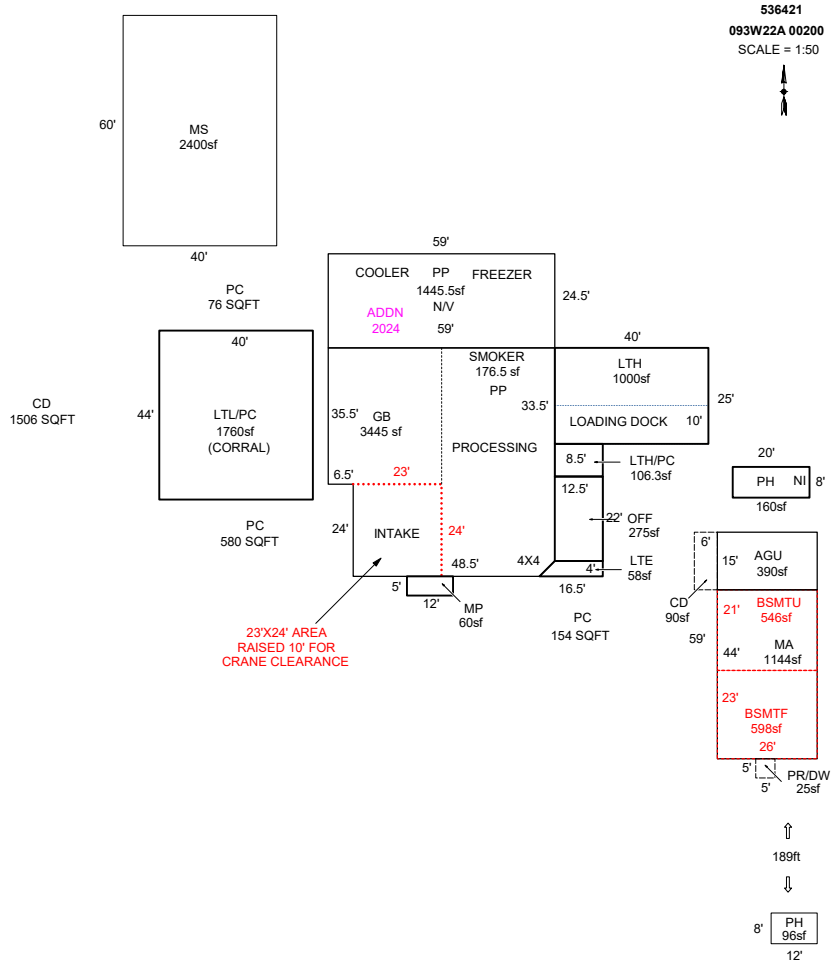 536421
093W22A 00200
SCALE = 1:50
60'
MS
2400sf
40'
59'
COOLER PP FREEZER
1445.5sf
N/V
ADDN
2024
59'
24.5'
PC
76 SQFT
40'
44'
LTL/PC
1760sf
(CORRAL)
CD
1506 SQFT
PC
580 SQFT
SMOKER
176.5 sf
PP
33.5'
35.5'
GB
3445 sf
PROCESSING
6.5'
23'
24'
INTAKE
24'
48.5'
4X4
5'
12'
MP
60sf
23'X24' AREA
RAISED 10' FOR
CRANE CLEARANCE
40'
LTH
1000sf
25'
LOADING DOCK
10'
8.5'
LTH/PC
106.3sf
12.5'
22'
OFF
275sf
4'
LTE
58sf
16.5'
PC
154 SQFT
20'
PH NI
8'
160sf
6'
15'
AGU
390sf
CD
90sf
59'
21'
BSMTU
546sf
44'
MA
1144sf
23'
BSMTF
598sf
26'
5'
5'
PR/DW
25sf
189ft
8'
PH
96sf
12'